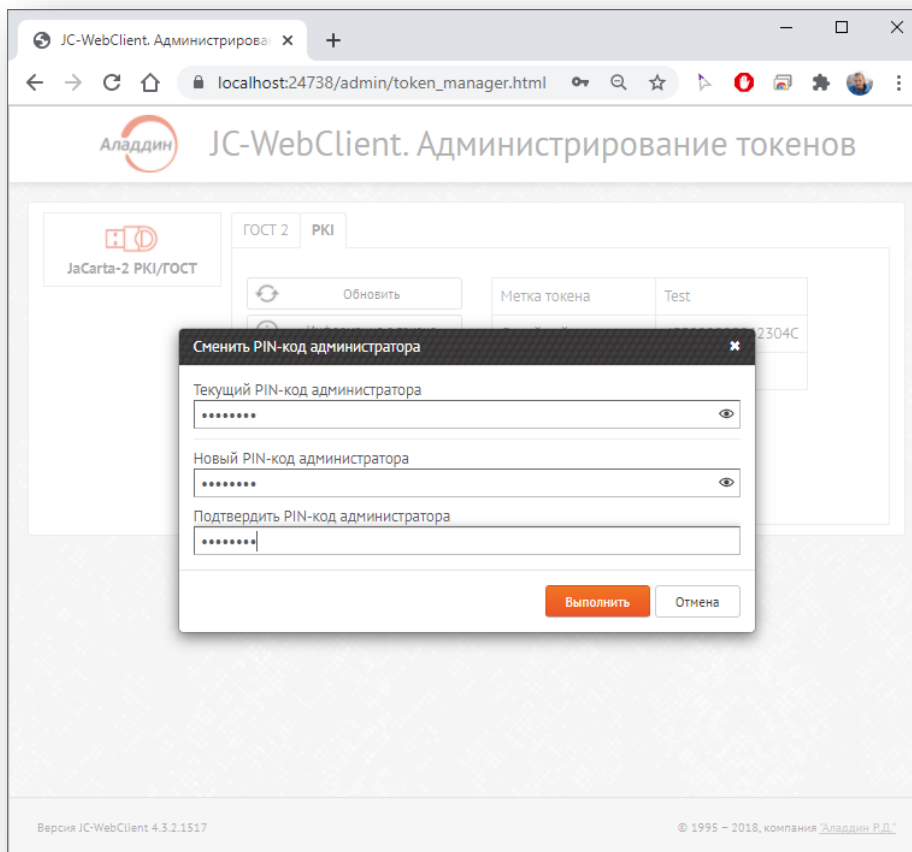 JC-WebClient. Администрирова
localhost:24738/admin/token_manager.html
Аладдин
JC-WebClient. Администрирование токенов
JaCarta-2 PKI/ГОСТ
ГОСТ 2 PKI
Обновить
Метка токена Test
2304C
Сменить PIN-код администратора
Текущий PIN-код администратора
••••••••
Новый PIN-код администратора
••••••••
Подтвердить PIN-код администратора
••••••••
Выполнить Отмена
Версия JC-WebClient 4.3.2.1517
© 1995 – 2018, компания "Аладдин Р.Д."